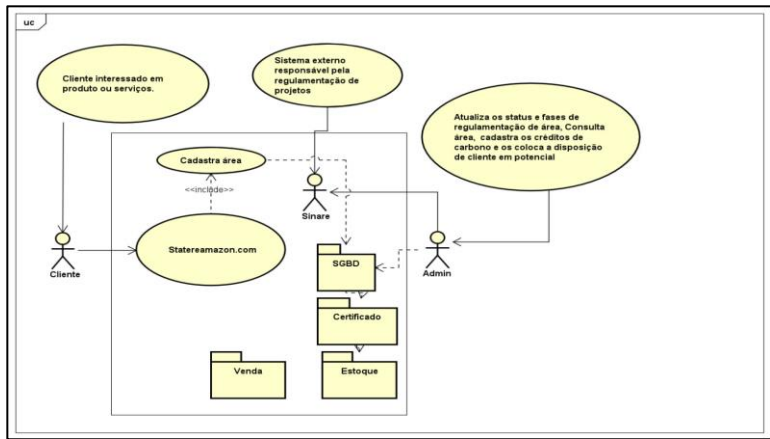 uc
Cliente interessado em
produto ou serviços.
Sistema externo
responsável pela
regulamentação de
projetos
Atualiza os status e fases de
regulamentação de área, Consulta
área, cadastra os créditos de
carbono e os coloca a disposição
de cliente em potencial
Cadastra área
<<include>>
Sinare
Statereamazon.com
Cliente
SGBD
Admin
Certificado
Venda
Estoque